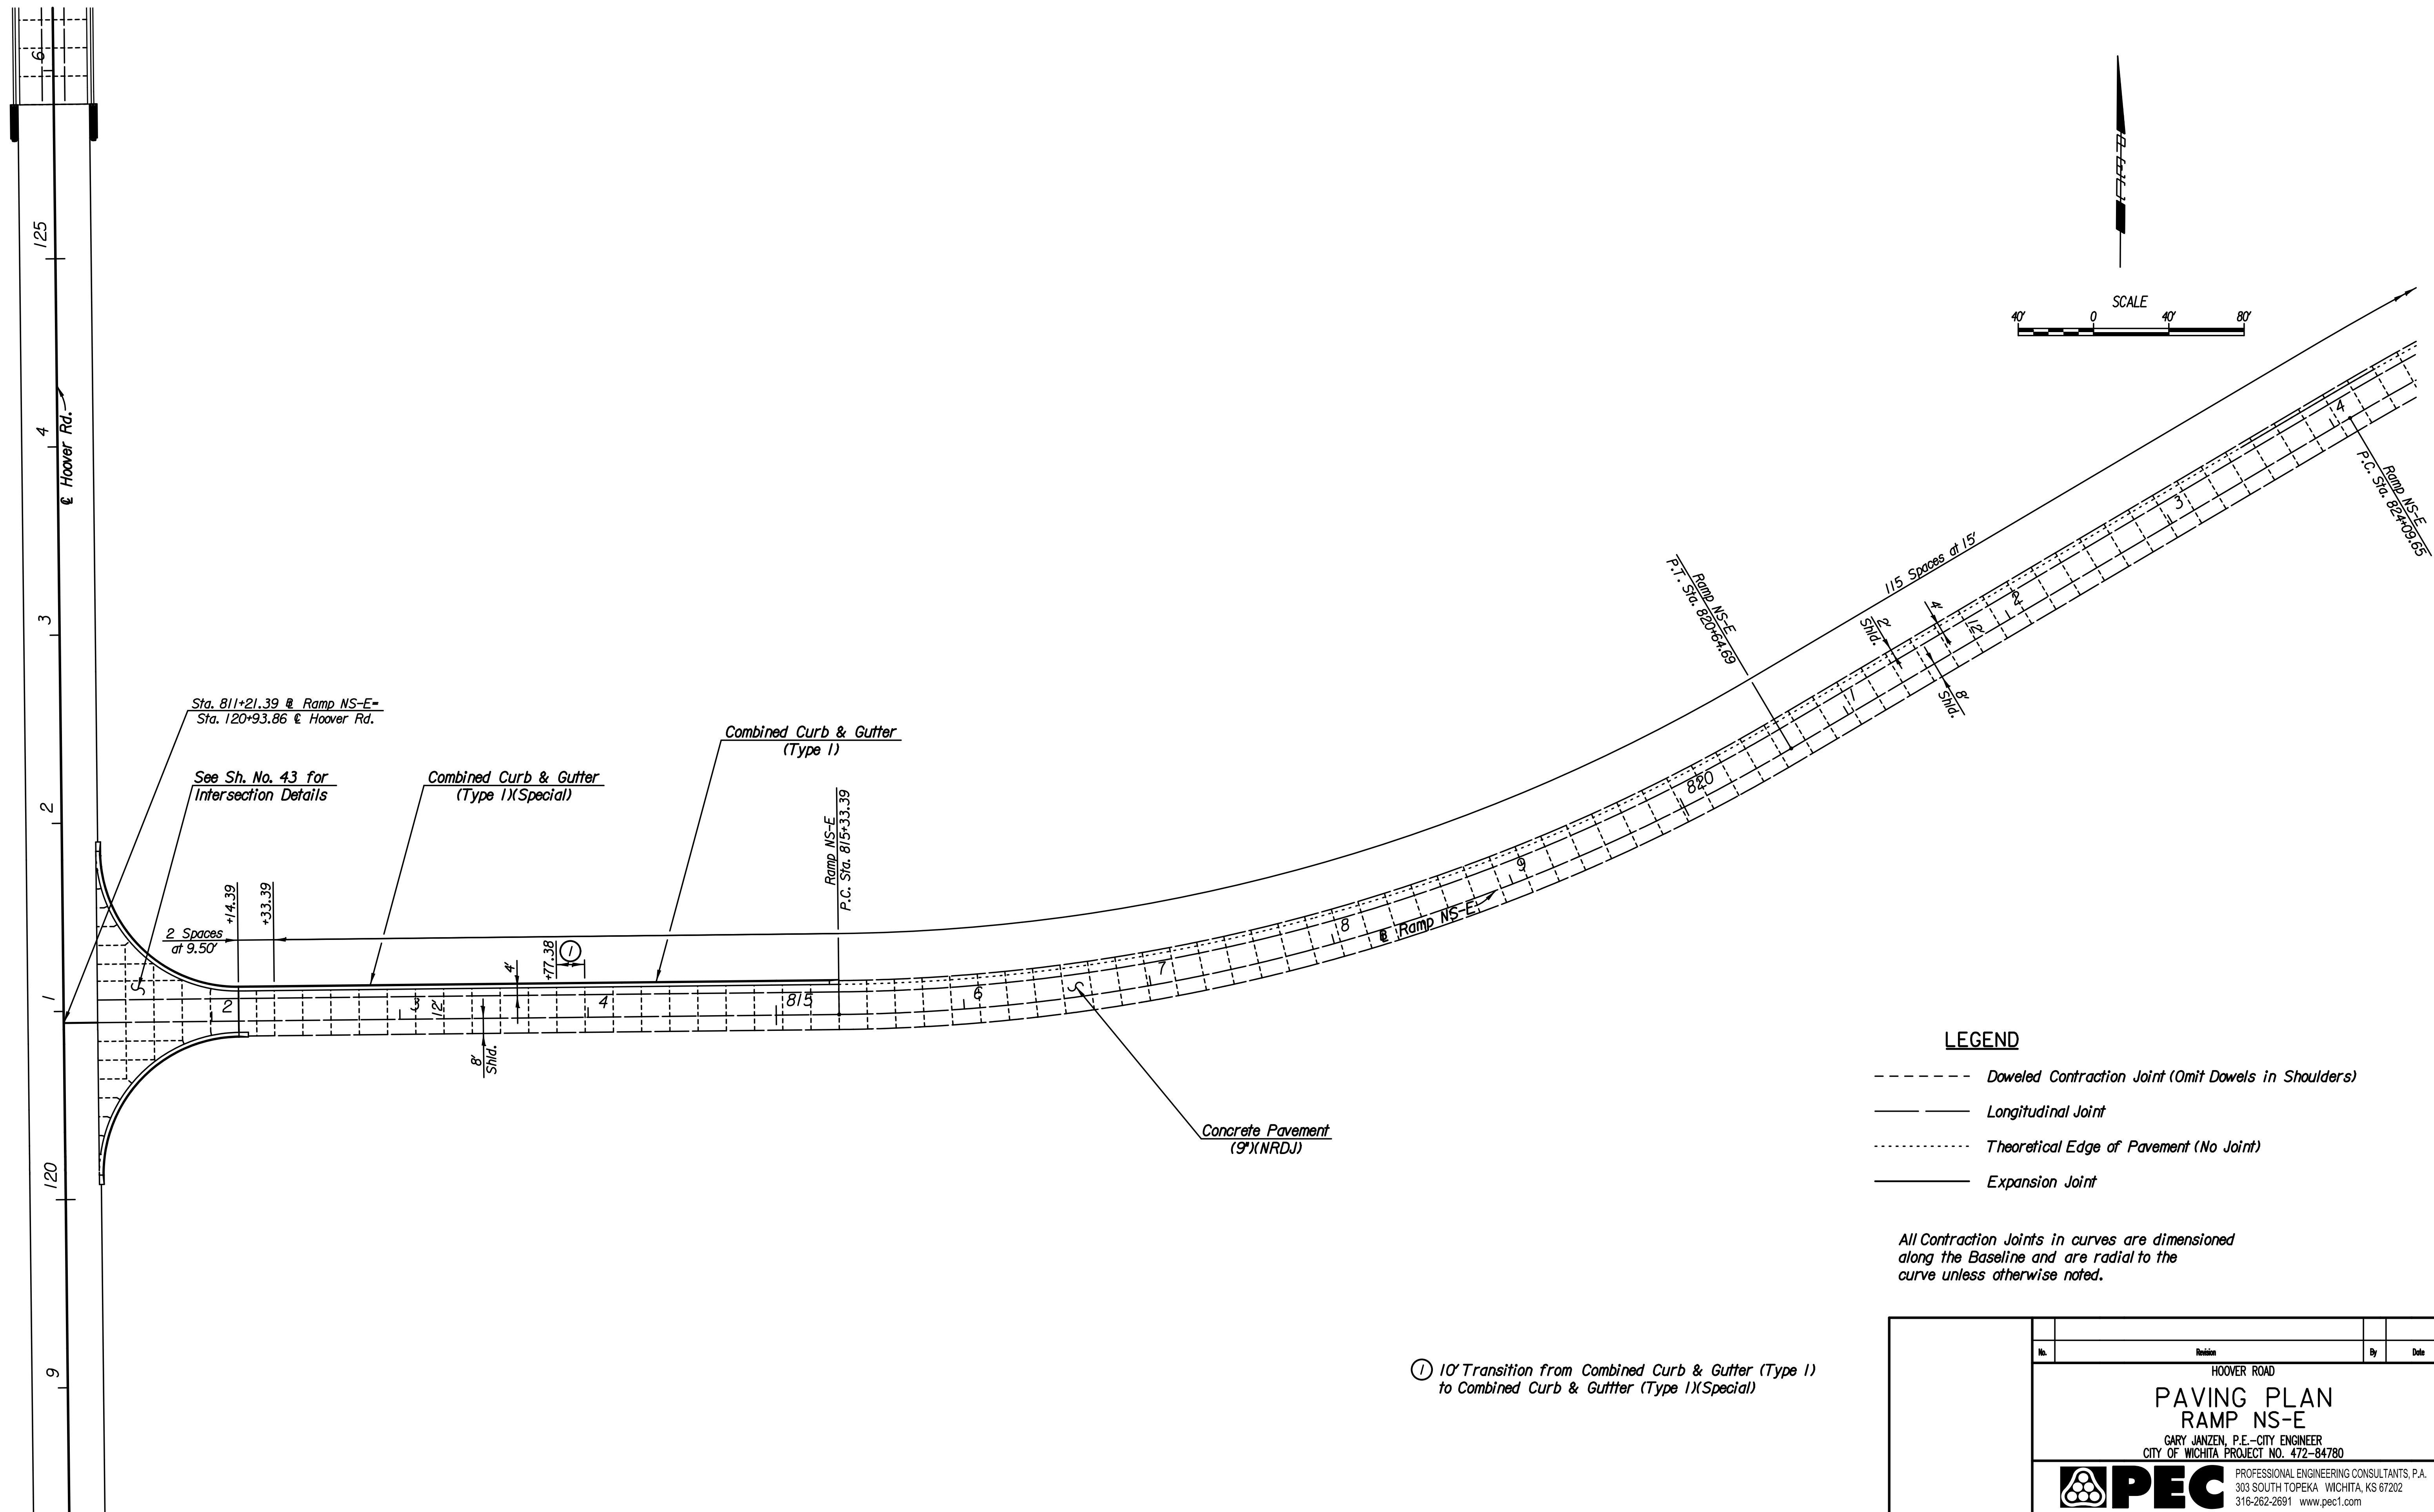 6
125
4
℄ Hoover Rd.
3
2
1
120
9
Sta. 811+21.39 ⅊ Ramp NS-E=
Sta. 120+93.86 ℄ Hoover Rd.
See Sh. No. 43 for
Intersection Details
Combined Curb & Gutter
(Type I)(Special)
Combined Curb & Gutter
(Type I)
2 Spaces
at 9.50'
+14.39
+33.39
+77.38
1
4'
12'
8'
Shld.
2
3
4
815
Ramp NS-E
P.C. Sta. 815+33.39
6
7
8
9
820
1
2
3
4
Ramp NS-E
Concrete Pavement
(9")(NRDJ)
Ramp NS-E
P.T. Sta. 820+64.69
115 Spaces at 15'
2'
Shld.
4'
12'
8'
Shld.
Ramp NS-E
P.C. Sta. 824+09.65
SCALE
40' 0 40' 80'
LEGEND
Doweled Contraction Joint (Omit Dowels in Shoulders)
Longitudinal Joint
Theoretical Edge of Pavement (No Joint)
Expansion Joint
All Contraction Joints in curves are dimensioned
along the Baseline and are radial to the
curve unless otherwise noted.
1 10' Transition from Combined Curb & Gutter (Type I)
to Combined Curb & Guttter (Type I)(Special)
No. Revision By Date
HOOVER ROAD
PAVING PLAN
RAMP NS-E
GARY JANZEN, P.E.-CITY ENGINEER
CITY OF WICHITA PROJECT NO. 472-84780
PEC
PROFESSIONAL ENGINEERING CONSULTANTS, P.A.
303 SOUTH TOPEKA WICHITA, KS 67202
316-262-2691 www.pec1.com